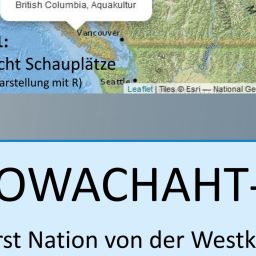 British Columbia, Aquakultur
Vancouver
1:
cht Schauplätze
arstellung mit R)
Seattle
Leaflet | Tiles © Esri — National Ge
OWACHAHT-
rst Nation von der Westk